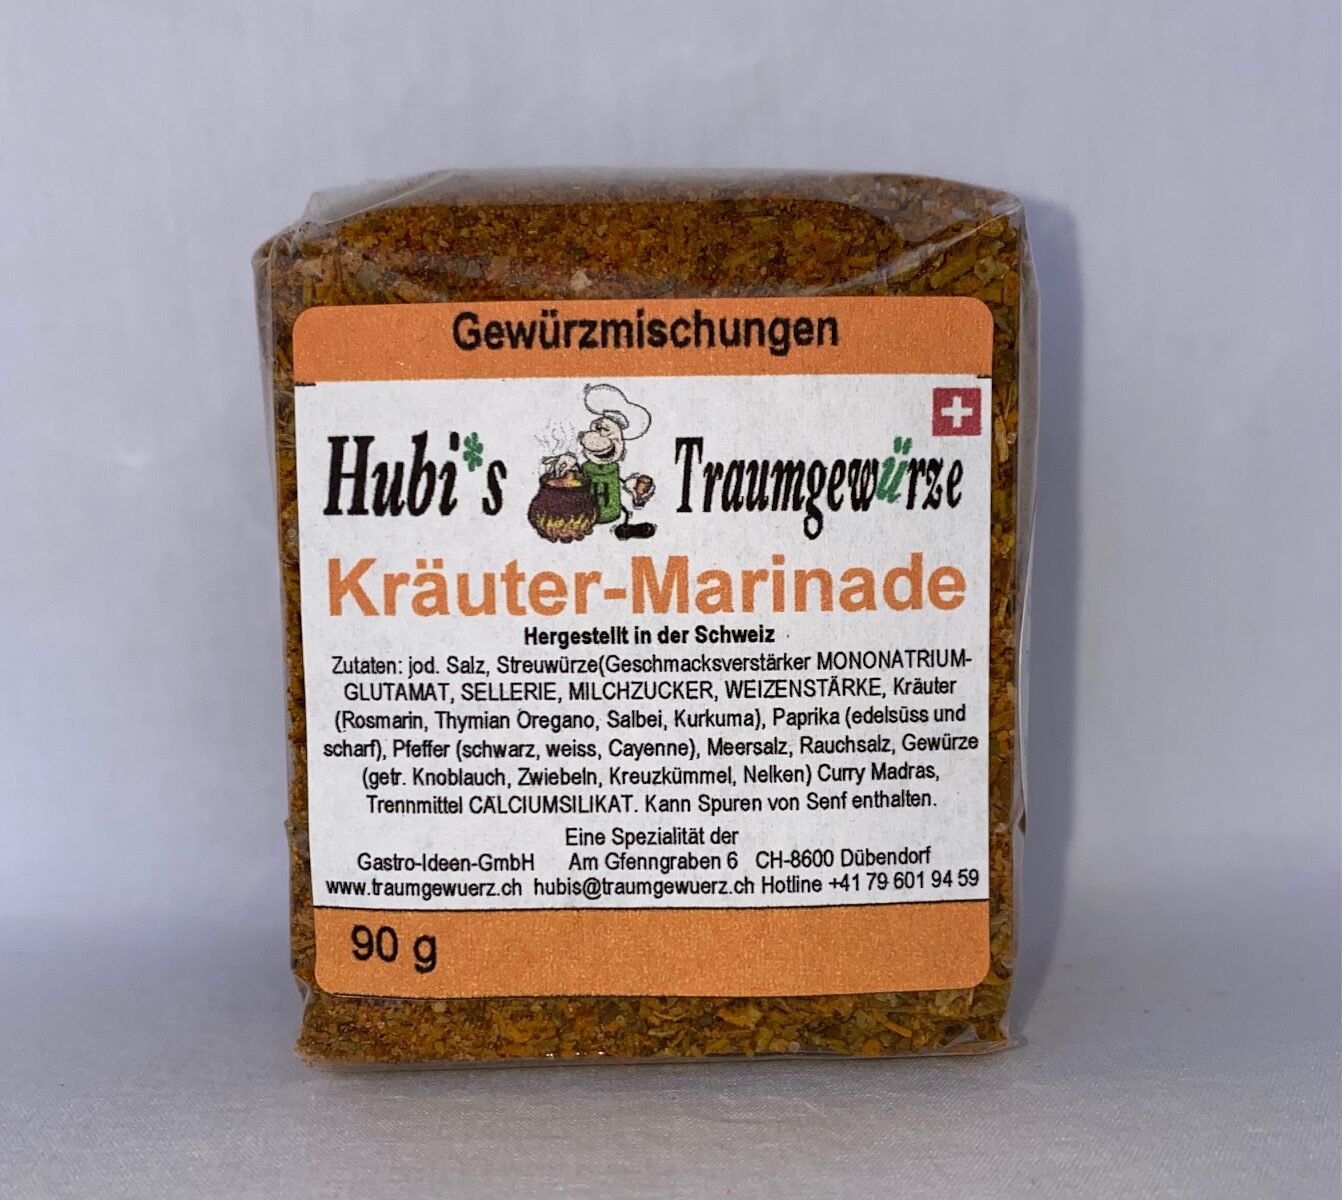 Gewürzmischungen
Hubi's Traumgewürze
H
Kräuter-Marinade
Hergestellt in der Schweiz
Zutaten: jod. Salz, Streuwürze(Geschmacksverstärker MONONATRIUM-
GLUTAMAT, SELLERIE, MILCHZUCKER, WEIZENSTÄRKE, Kräuter
(Rosmarin, Thymian Oregano, Salbei, Kurkuma), Paprika (edelsüss und
scharf), Pfeffer (schwarz, weiss, Cayenne), Meersalz, Rauchsalz, Gewürze
(getr. Knoblauch, Zwiebeln, Kreuzkümmel, Nelken) Curry Madras,
Trennmittel CALCIUMSILIKAT. Kann Spuren von Senf enthalten.
Eine Spezialität der
Gastro-Ideen-GmbH Am Gfenngraben 6 CH-8600 Dübendorf
www.traumgewuerz.ch hubis@traumgewuerz.ch Hotline +41 79 601 94 59
90 g